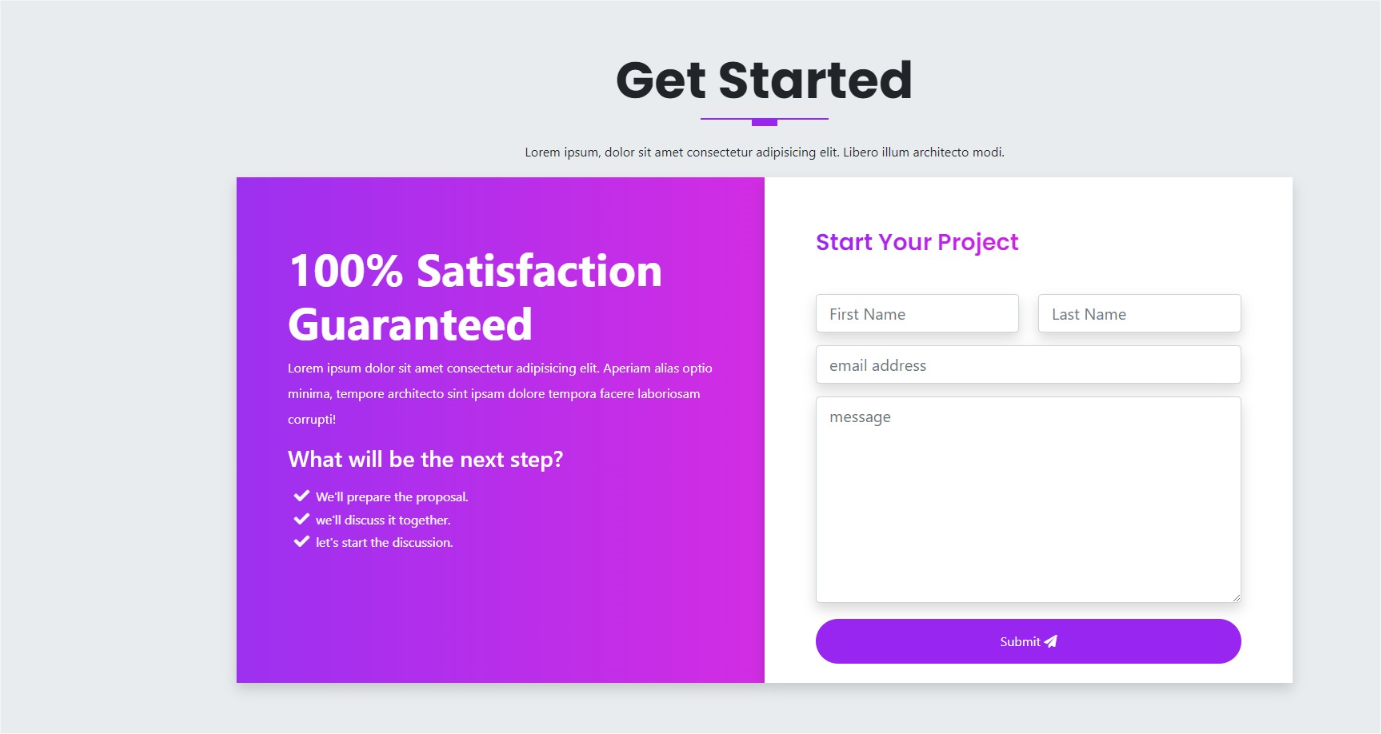 Get Started
Lorem ipsum, dolor sit amet consectetur adipisicing elit. Libero illum architecto modi.
100% Satisfaction
Guaranteed
Lorem ipsum dolor sit amet consectetur adipisicing elit. Aperiam alias optio
minima, tempore architecto sint ipsam dolore tempora facere laboriosam
corrupti!
What will be the next step?
We'll prepare the proposal.
we'll discuss it together.
let's start the discussion.
Start Your Project
First Name
Last Name
email address
message
Submit